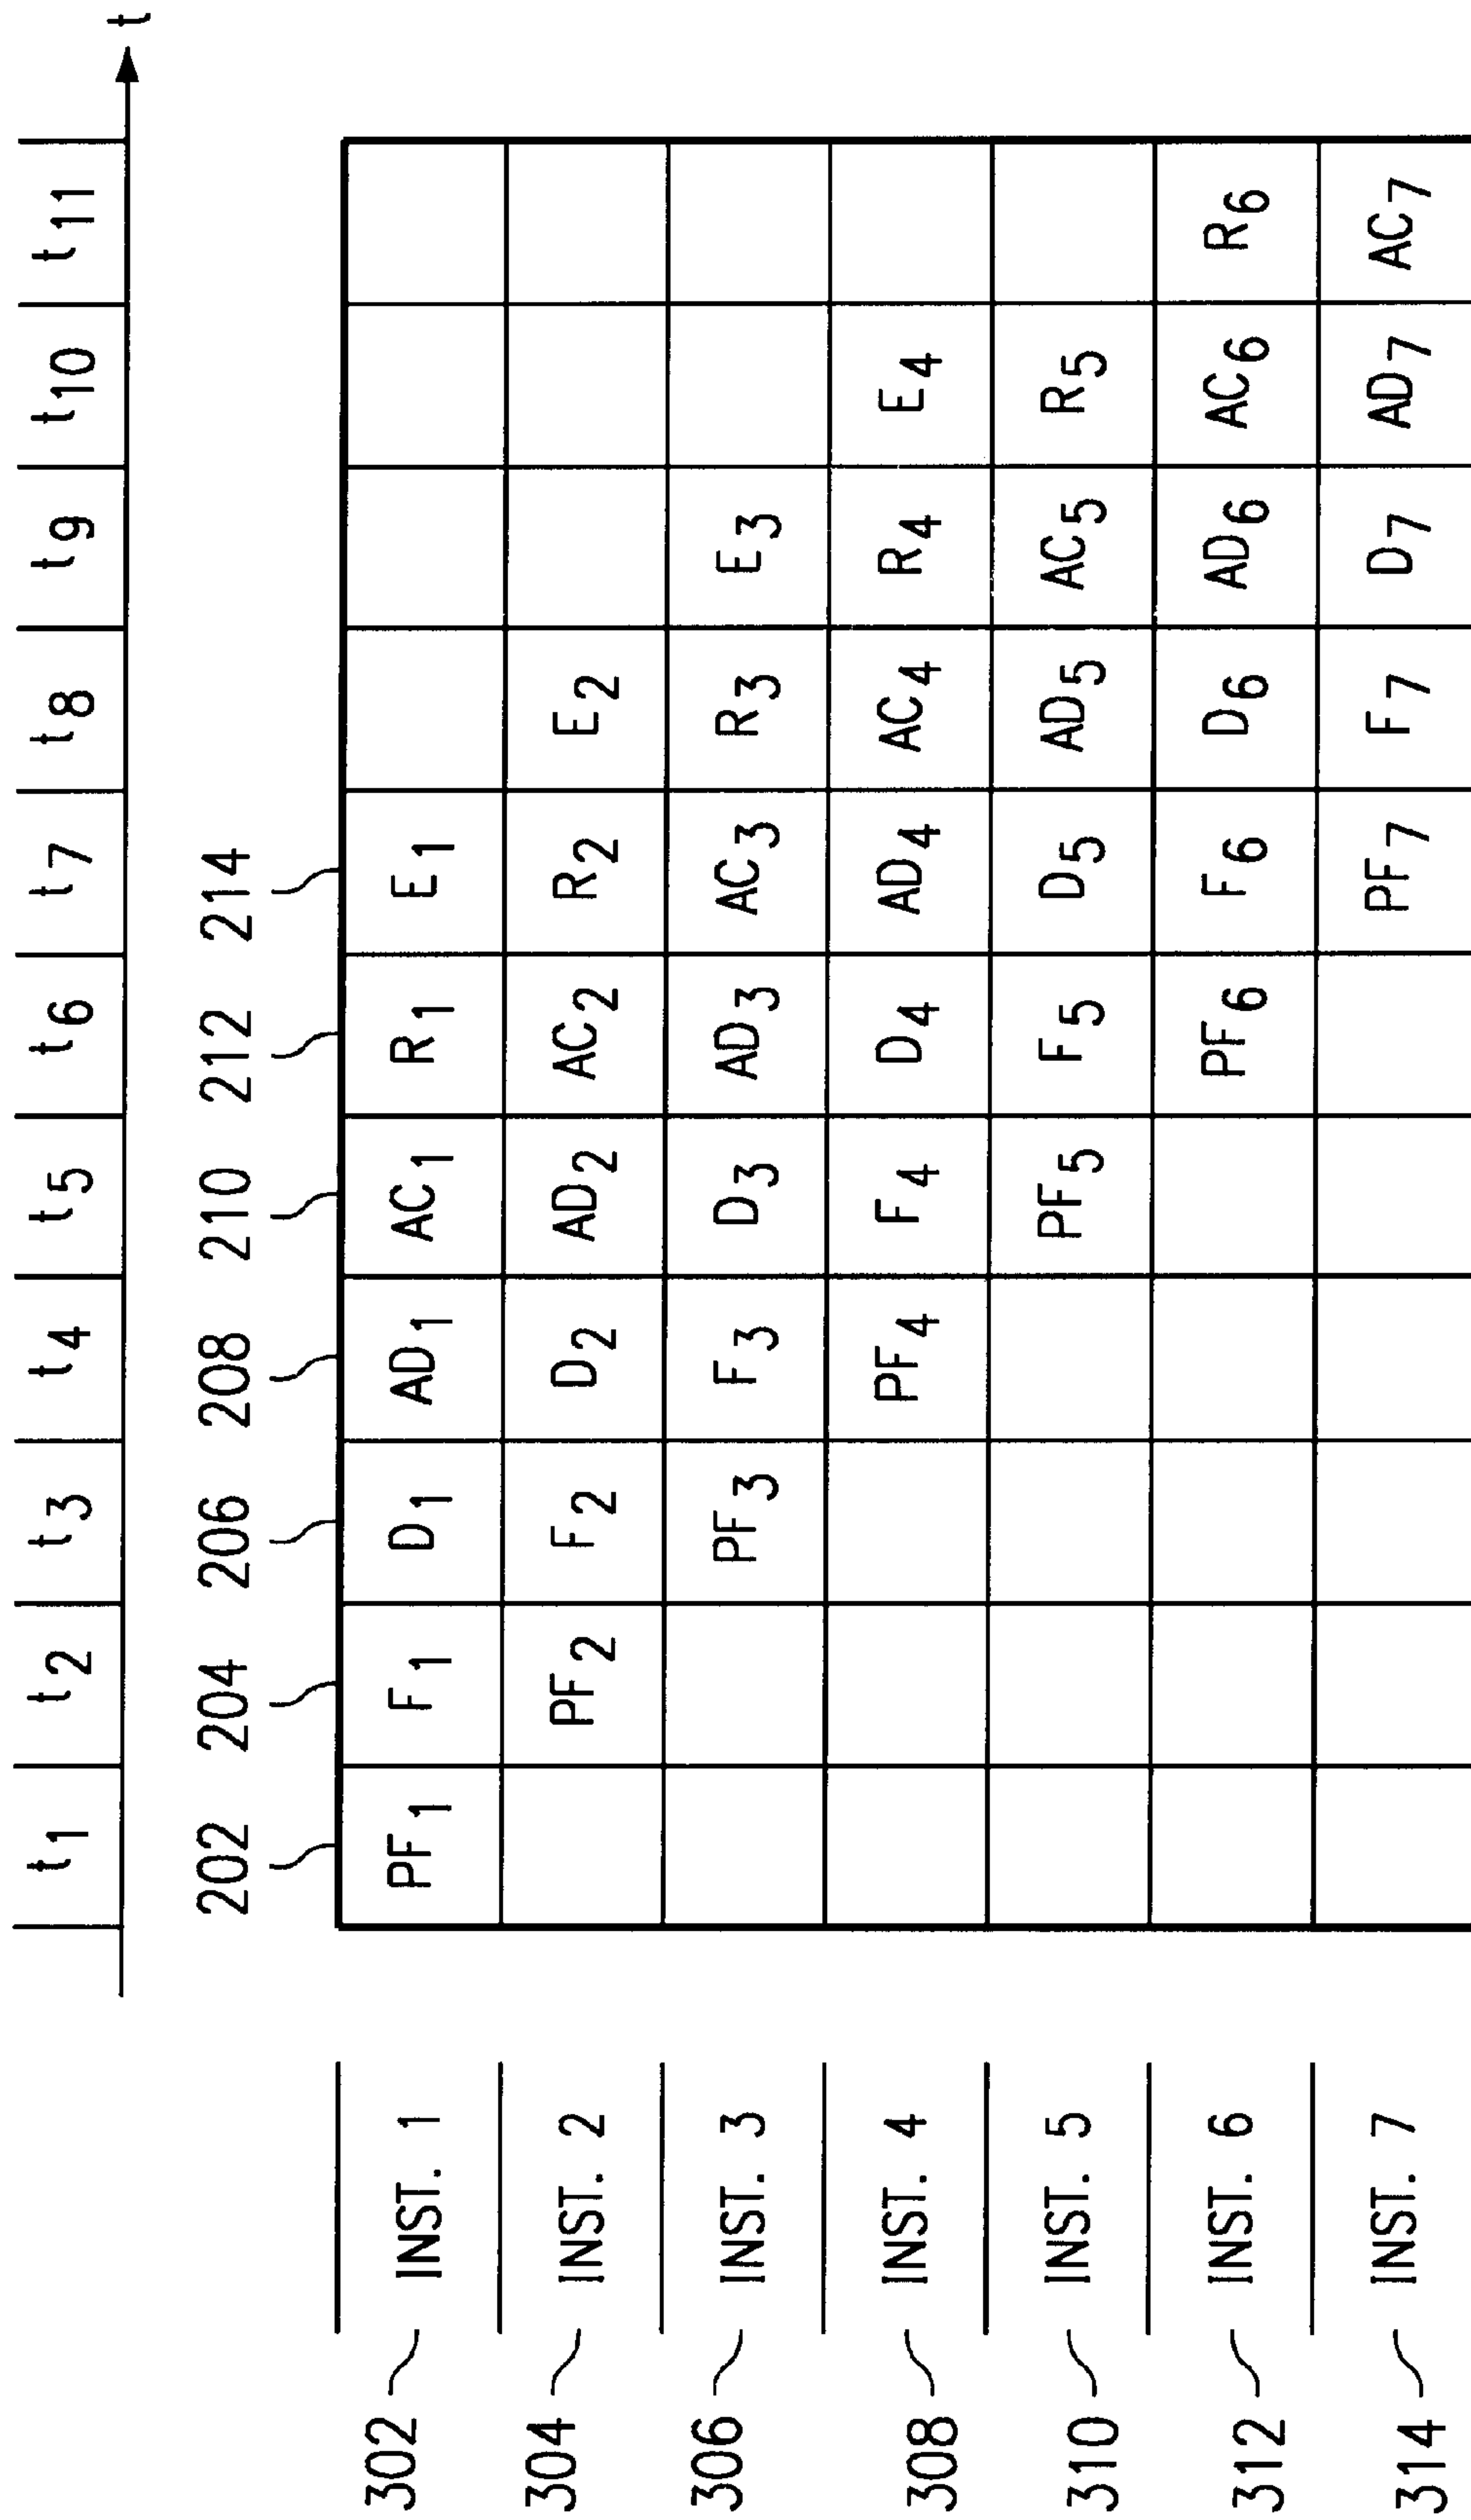 t1 t2 t3 t4 t5 t6 t7 t8 t9 t10 t11 t
202 204 206 208 210 212 214
302 INST. 1 PF1 F1 D1 AD1 AC1 R1 E1
304 INST. 2 PF2 F2 D2 AD2 AC2 R2 E2
306 INST. 3 PF3 F3 D3 AD3 AC3 R3 E3
308 INST. 4 PF4 F4 D4 AD4 AC4 R4 E4
310 INST. 5 PF5 F5 D5 AD5 AC5 R5
312 INST. 6 PF6 F6 D6 AD6 AC6 R6
314 INST. 7 PF7 F7 D7 AD7 AC7